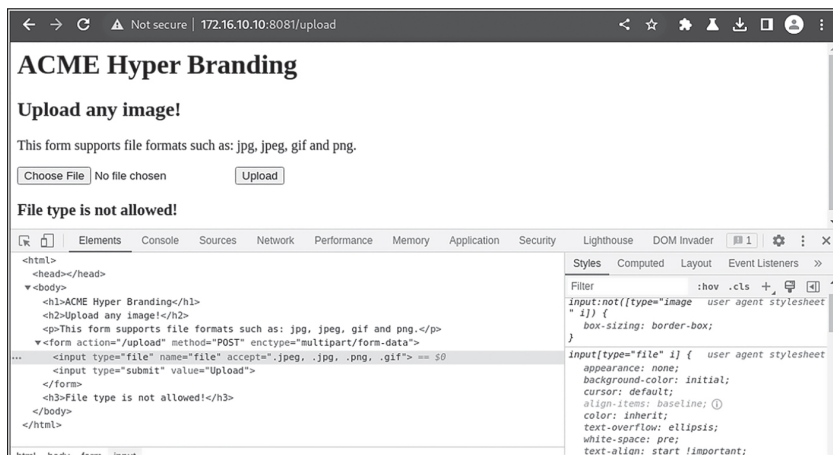 Not secure | 172.16.10.10:8081/upload
ACME Hyper Branding
Upload any image!
This form supports file formats such as: jpg, jpeg, gif and png.
Choose File No file chosen Upload
File type is not allowed!
Elements Console Sources Network Performance Memory Application Security Lighthouse DOM Invader 1
<html>
<head></head>
▼<body>
<h1>ACME Hyper Branding</h1>
<h2>Upload any image!</h2>
<p>This form supports file formats such as: jpg, jpeg, gif and png.</p>
▼<form action="/upload" method="POST" enctype="multipart/form-data">
... <input type="file" name="file" accept=".jpeg, .jpg, .png, .gif"> == $0
<input type="submit" value="Upload">
</form>
<h3>File type is not allowed!</h3>
</body>
</html>
html body form input
Styles Computed Layout Event Listeners »
Filter :hov .cls +
input:not([type="image user agent stylesheet
" i]) {
box-sizing: border-box;
}
input[type="file" i] { user agent stylesheet
appearance: none;
background-color: initial;
cursor: default;
align-items: baseline;
color: inherit;
text-overflow: ellipsis;
white-space: pre;
text-align: start !important;